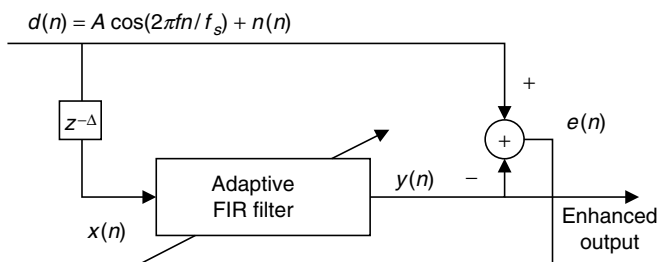 d(n) = A cos(2πfn/f_s) + n(n)
z^{−Δ}
+
+
e(n)
Adaptive
FIR filter
y(n)
−
x(n)
Enhanced
output